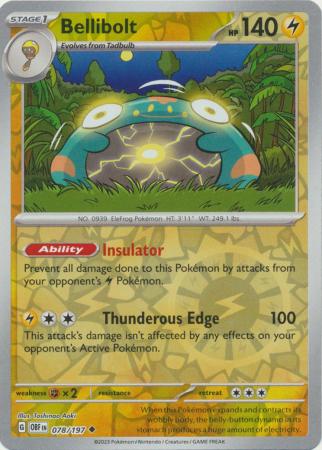 STAGE 1
Bellibolt
HP 140
Evolves from Tadbulb
NO. 0939 EleFrog Pokémon HT: 3'11" WT: 249.1 lbs.
Ability Insulator
Prevent all damage done to this Pokémon by attacks
from your opponent's Pokémon.
Thunderous Edge 100
This attack's damage isn't affected by any effects on your
opponent's Active Pokémon.
weakness ×2 resistance retreat
Illus. Toshinao Aoki
G OBF EN 078/197
When this Pokémon expands and contracts its
wobbly body, the belly-button dynamo in its stomach
produces a huge amount of electricity.
©2023 Pokémon / Nintendo / Creatures / GAME FREAK